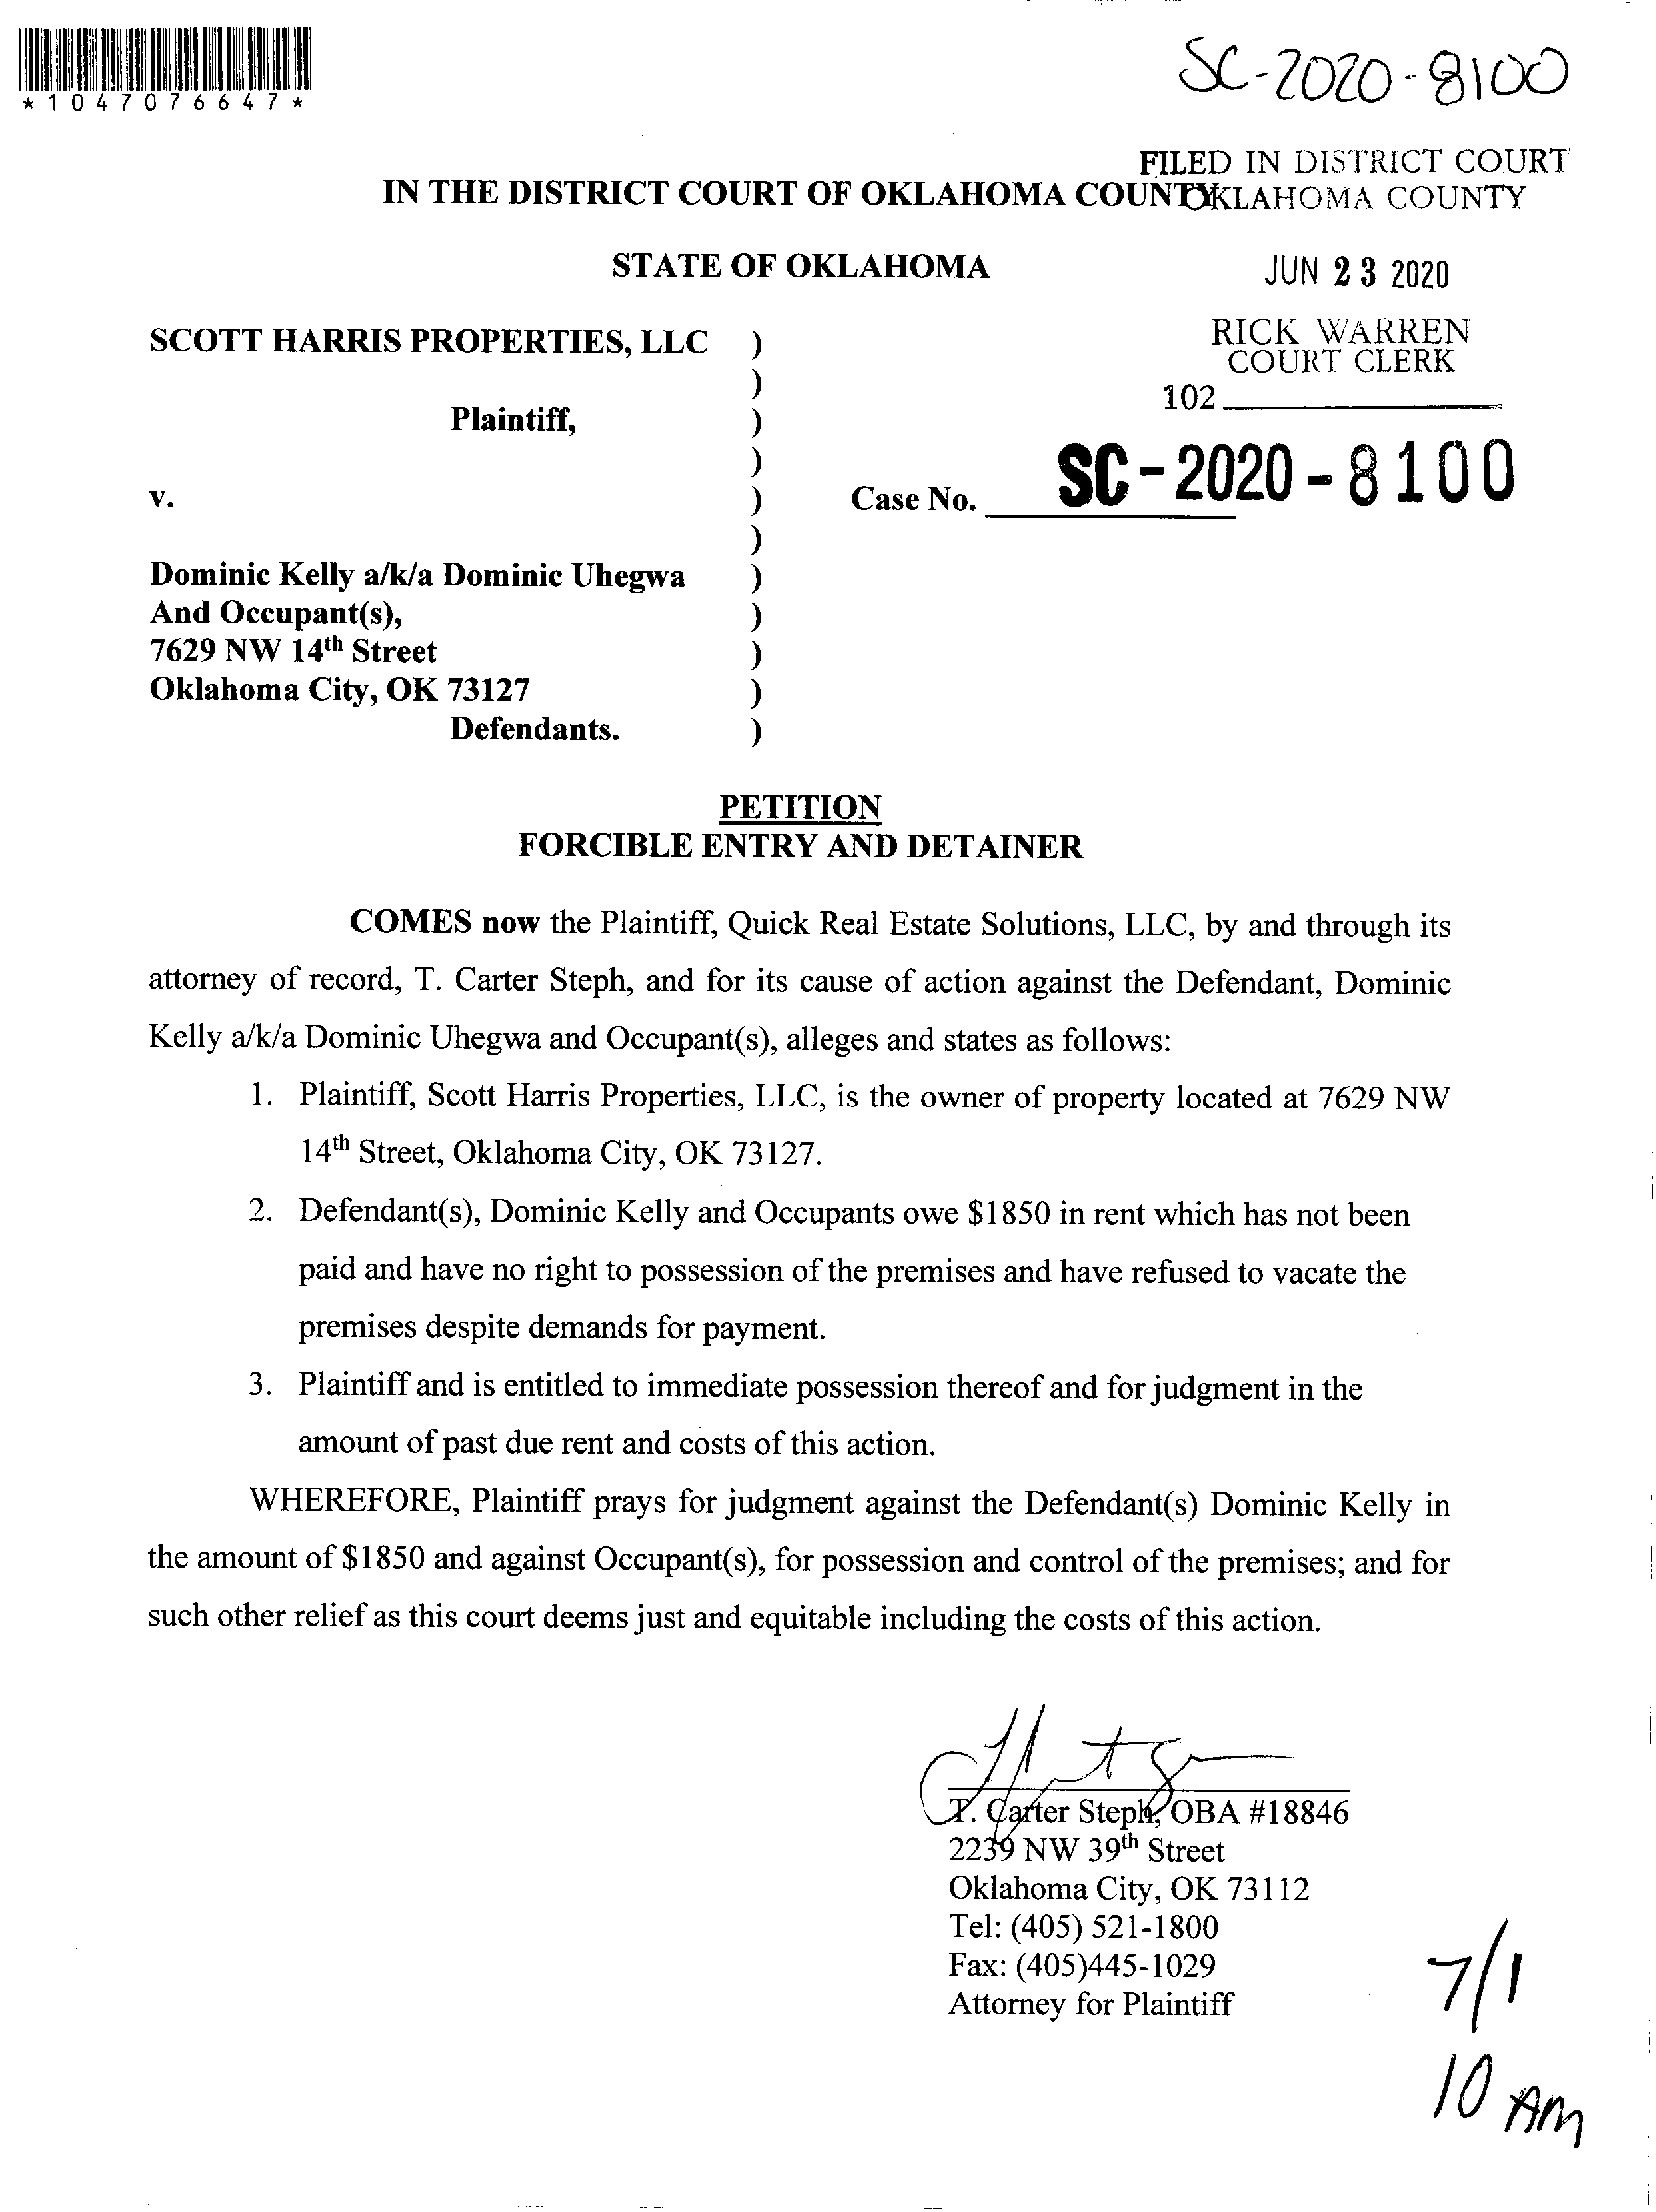 *1047076647*
SC-2020-8100
FILED IN DISTRICT COURT
OKLAHOMA COUNTY
IN THE DISTRICT COURT OF OKLAHOMA COUNTY
STATE OF OKLAHOMA
JUN 23 2020
RICK WARREN
COURT CLERK
102
SCOTT HARRIS PROPERTIES, LLC )
)
Plaintiff, )
)
v. ) Case No. SC-2020-8100
)
Dominic Kelly a/k/a Dominic Uhegwa )
And Occupant(s), )
7629 NW 14th Street )
Oklahoma City, OK 73127 )
Defendants. )
PETITION
FORCIBLE ENTRY AND DETAINER
COMES now the Plaintiff, Quick Real Estate Solutions, LLC, by and through its
attorney of record, T. Carter Steph, and for its cause of action against the Defendant, Dominic
Kelly a/k/a Dominic Uhegwa and Occupant(s), alleges and states as follows:
1. Plaintiff, Scott Harris Properties, LLC, is the owner of property located at 7629 NW
14th Street, Oklahoma City, OK 73127.
2. Defendant(s), Dominic Kelly and Occupants owe $1850 in rent which has not been
paid and have no right to possession of the premises and have refused to vacate the
premises despite demands for payment.
3. Plaintiff and is entitled to immediate possession thereof and for judgment in the
amount of past due rent and costs of this action.
WHEREFORE, Plaintiff prays for judgment against the Defendant(s) Dominic Kelly in
the amount of $1850 and against Occupant(s), for possession and control of the premises; and for
such other relief as this court deems just and equitable including the costs of this action.
T. Carter Steph, OBA #18846
2239 NW 39th Street
Oklahoma City, OK 73112
Tel: (405) 521-1800
Fax: (405)445-1029
Attorney for Plaintiff
7/1
10 AM